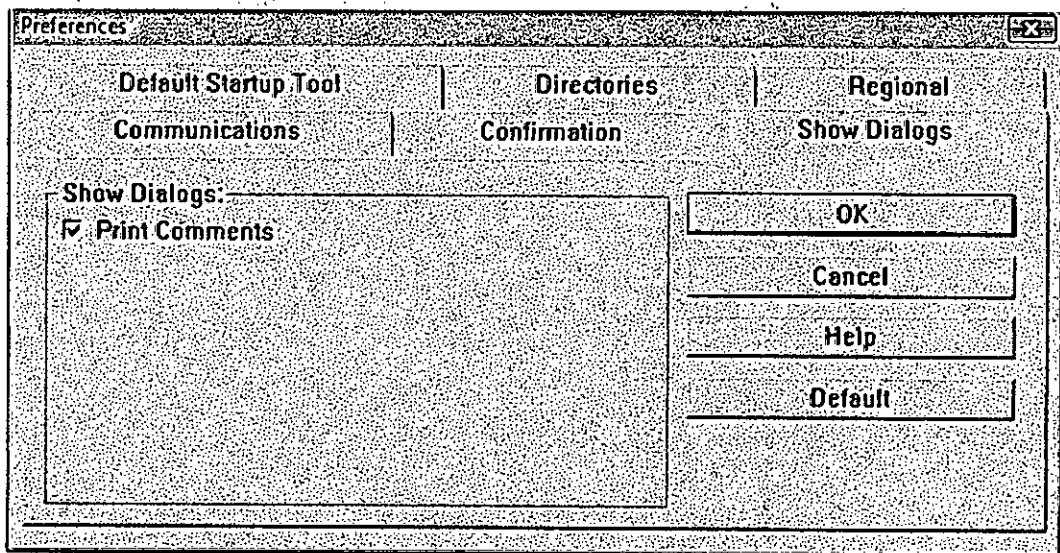 Preferences
Default Startup Tool
Directories
Regional
Communications
Confirmation
Show Dialogs
Show Dialogs:
Print Comments
OK
Cancel
Help
Default